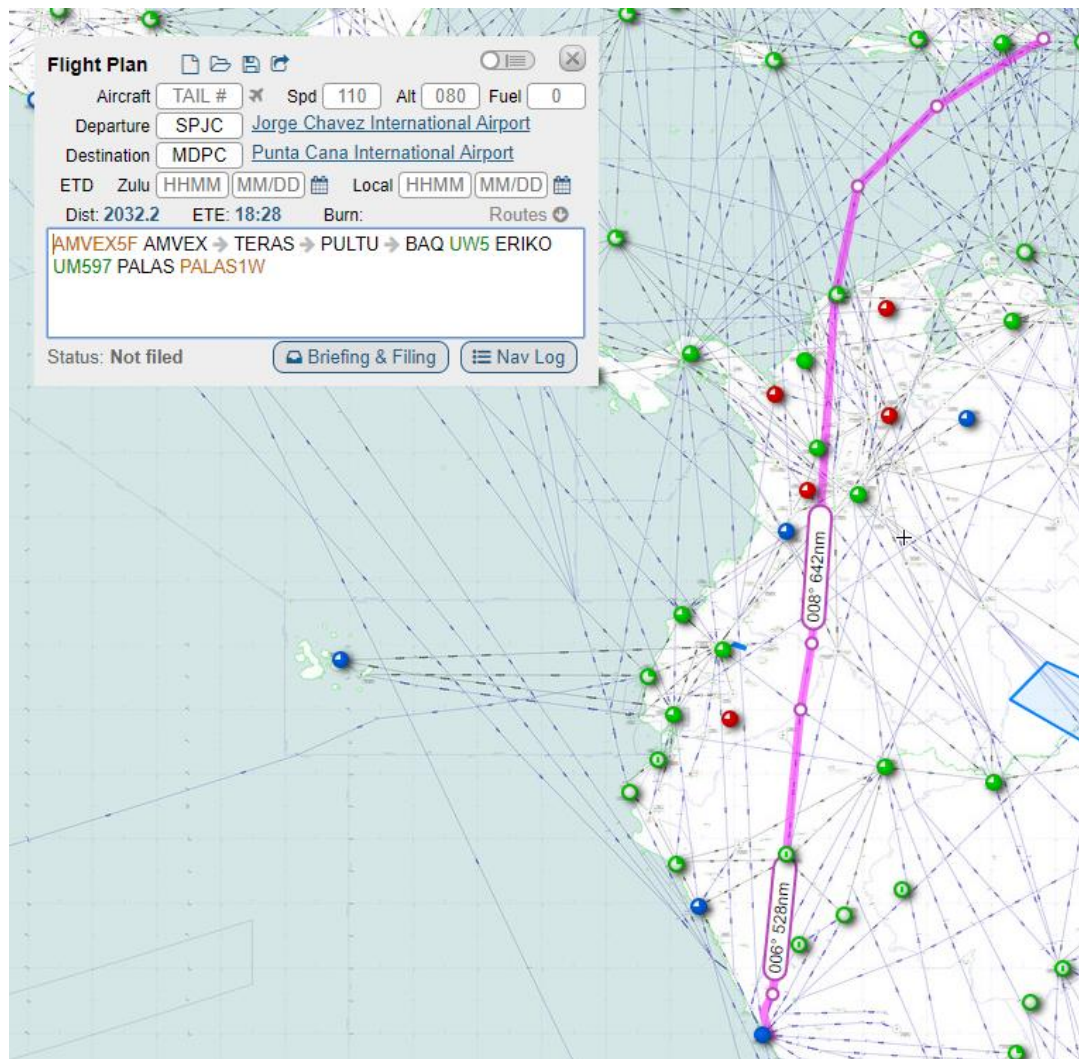 Flight Plan
Aircraft TAIL # Spd 110 Alt 080 Fuel 0
Departure SPJC Jorge Chavez International Airport
Destination MDPC Punta Cana International Airport
ETD Zulu HHMM MM/DD Local HHMM MM/DD
Dist: 2032.2 ETE: 18:28 Burn: Routes
AMVEX5F AMVEX → TERAS → PULTU → BAQ UW5 ERIKO
UM597 PALAS PALAS1W
Status: Not filed Briefing & Filing Nav Log
008° 642nm
006° 528nm